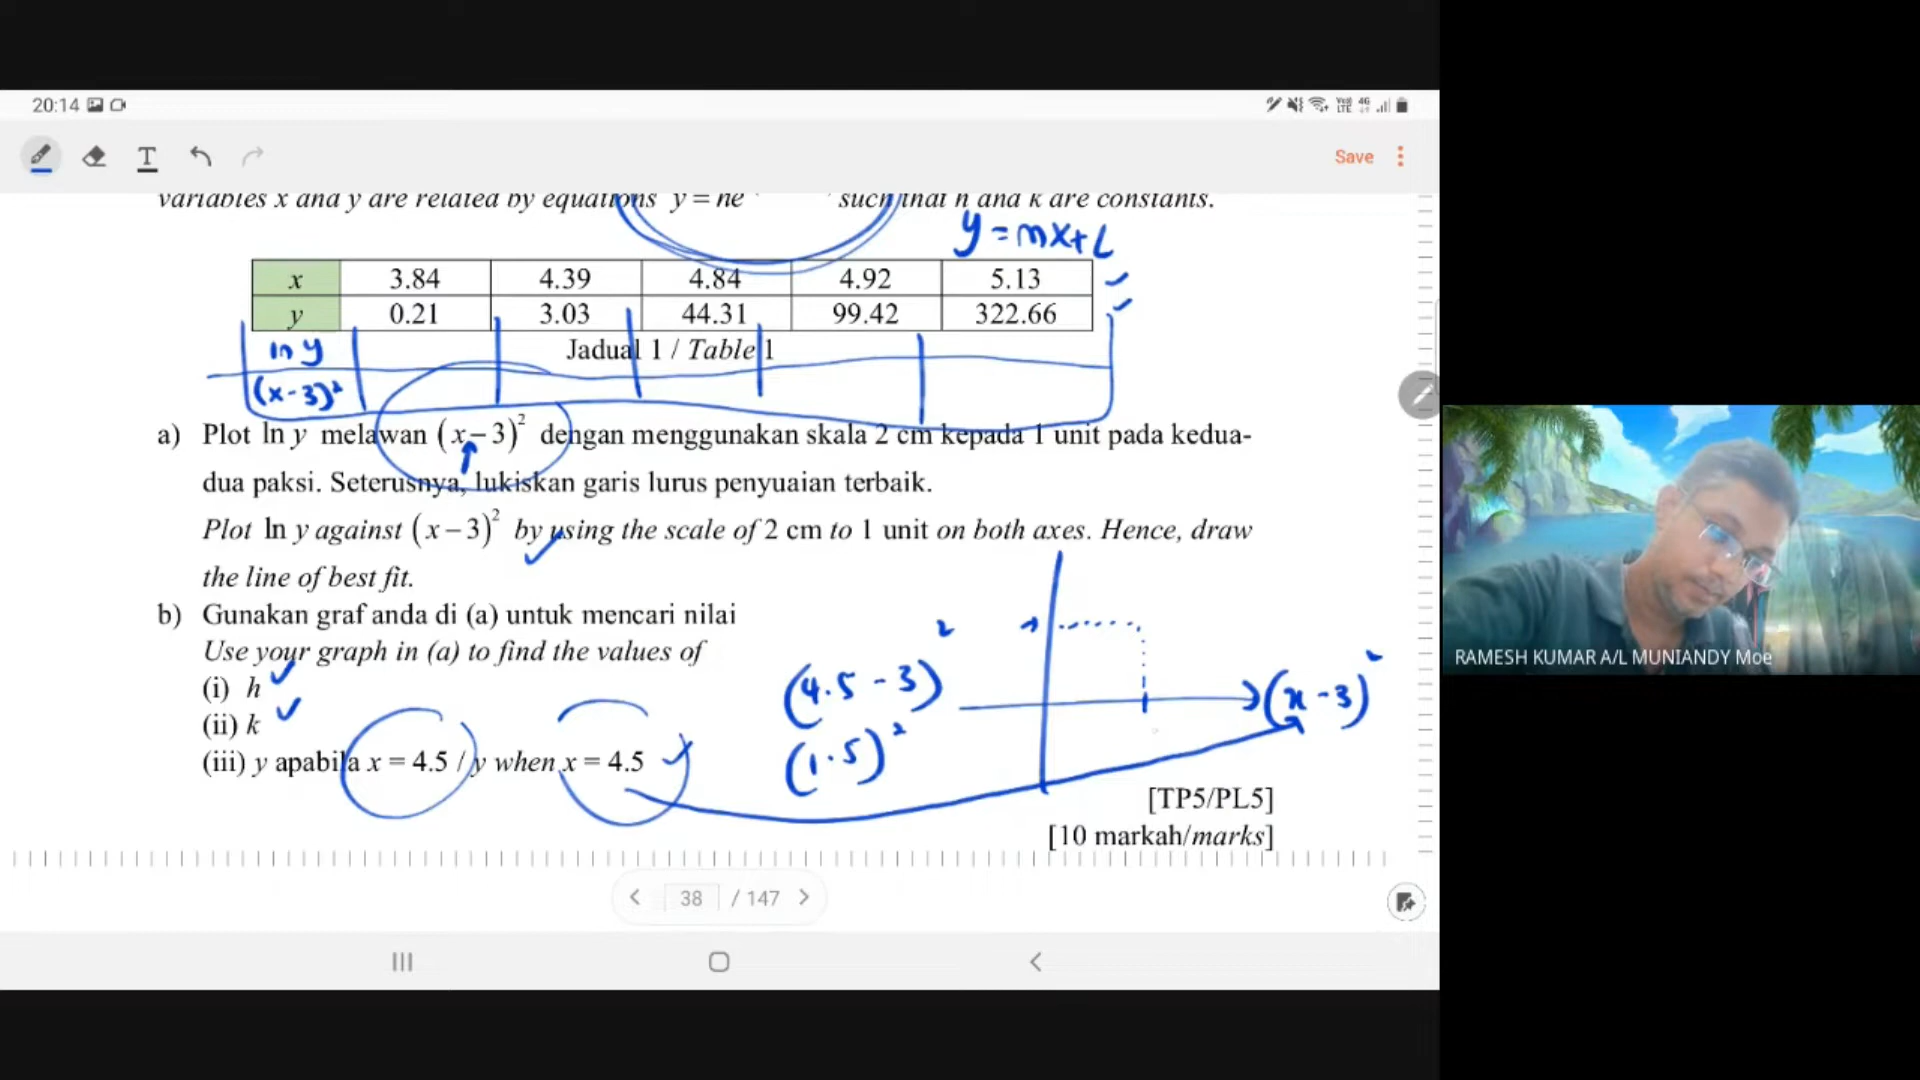 20:14
Save
variables x and y are related by equations y = he such that h and k are constants.
y = mx + c
x 3.84 4.39 4.84 4.92 5.13
y 0.21 3.03 44.31 99.42 322.66
ln y
Jadual 1 / Table 1
(x-3)²
a) Plot ln y melawan (x-3)² dengan menggunakan skala 2 cm kepada 1 unit pada kedua-
dua paksi. Seterusnya, lukiskan garis lurus penyuaian terbaik.
Plot ln y against (x-3)² by using the scale of 2 cm to 1 unit on both axes. Hence, draw
the line of best fit.
b) Gunakan graf anda di (a) untuk mencari nilai
Use your graph in (a) to find the values of
(i) h
(ii) k
(iii) y apabila x = 4.5 / y when x = 4.5
(4.5 - 3)²
(1.5)²
(x - 3)²
[TP5/PL5]
[10 markah/marks]
38 / 147
RAMESH KUMAR A/L MUNIANDY Moe